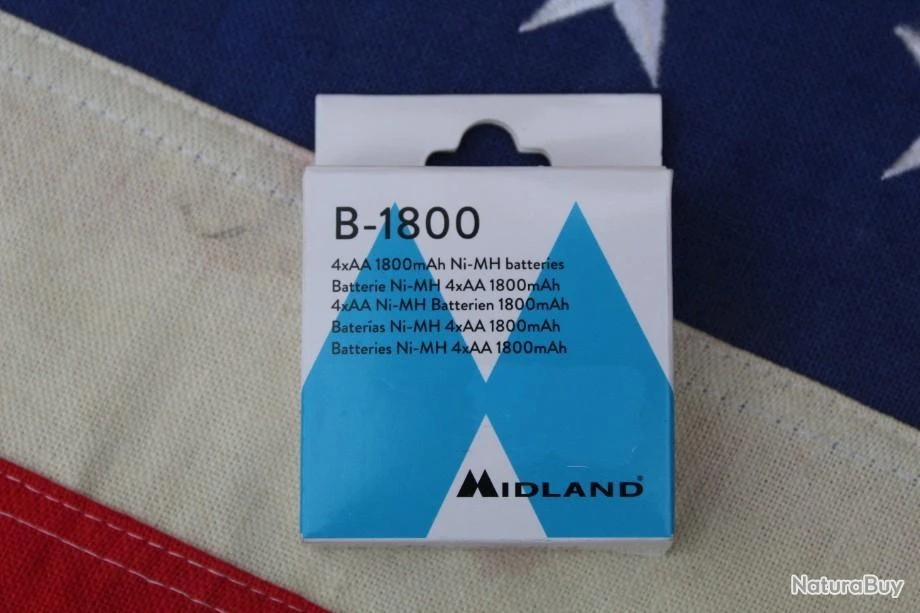 B-1800
4xAA 1800mAh Ni-MH batteries
Batterie Ni-MH 4xAA 1800mAh
4xAA Ni-MH Batterien 1800mAh
Baterías Ni-MH 4xAA 1800mAh
Batteries Ni-MH 4xAA 1800mAh
MIDLAND®
NaturaBuy